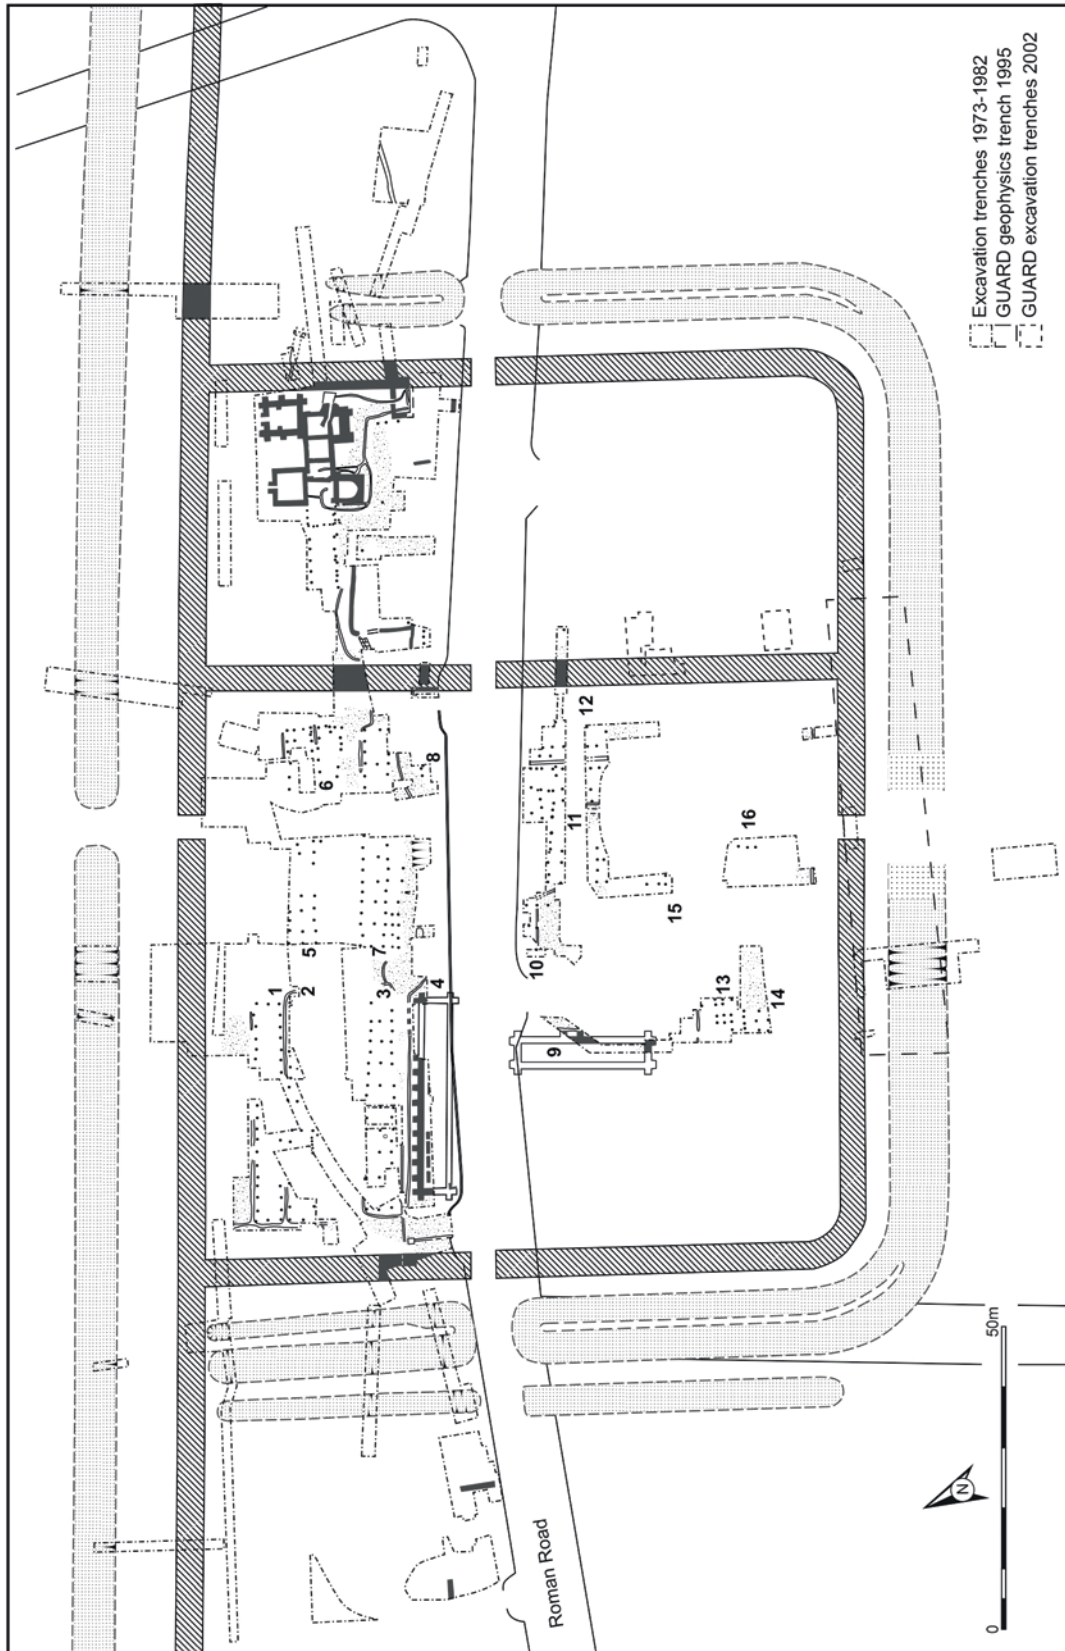 Excavation trenches 1973-1982
GUARD geophysics trench 1995
GUARD excavation trenches 2002
1
2
3
4
5
6
7
8
9
10
11
12
13
14
15
16
Roman Road
N
0
50m